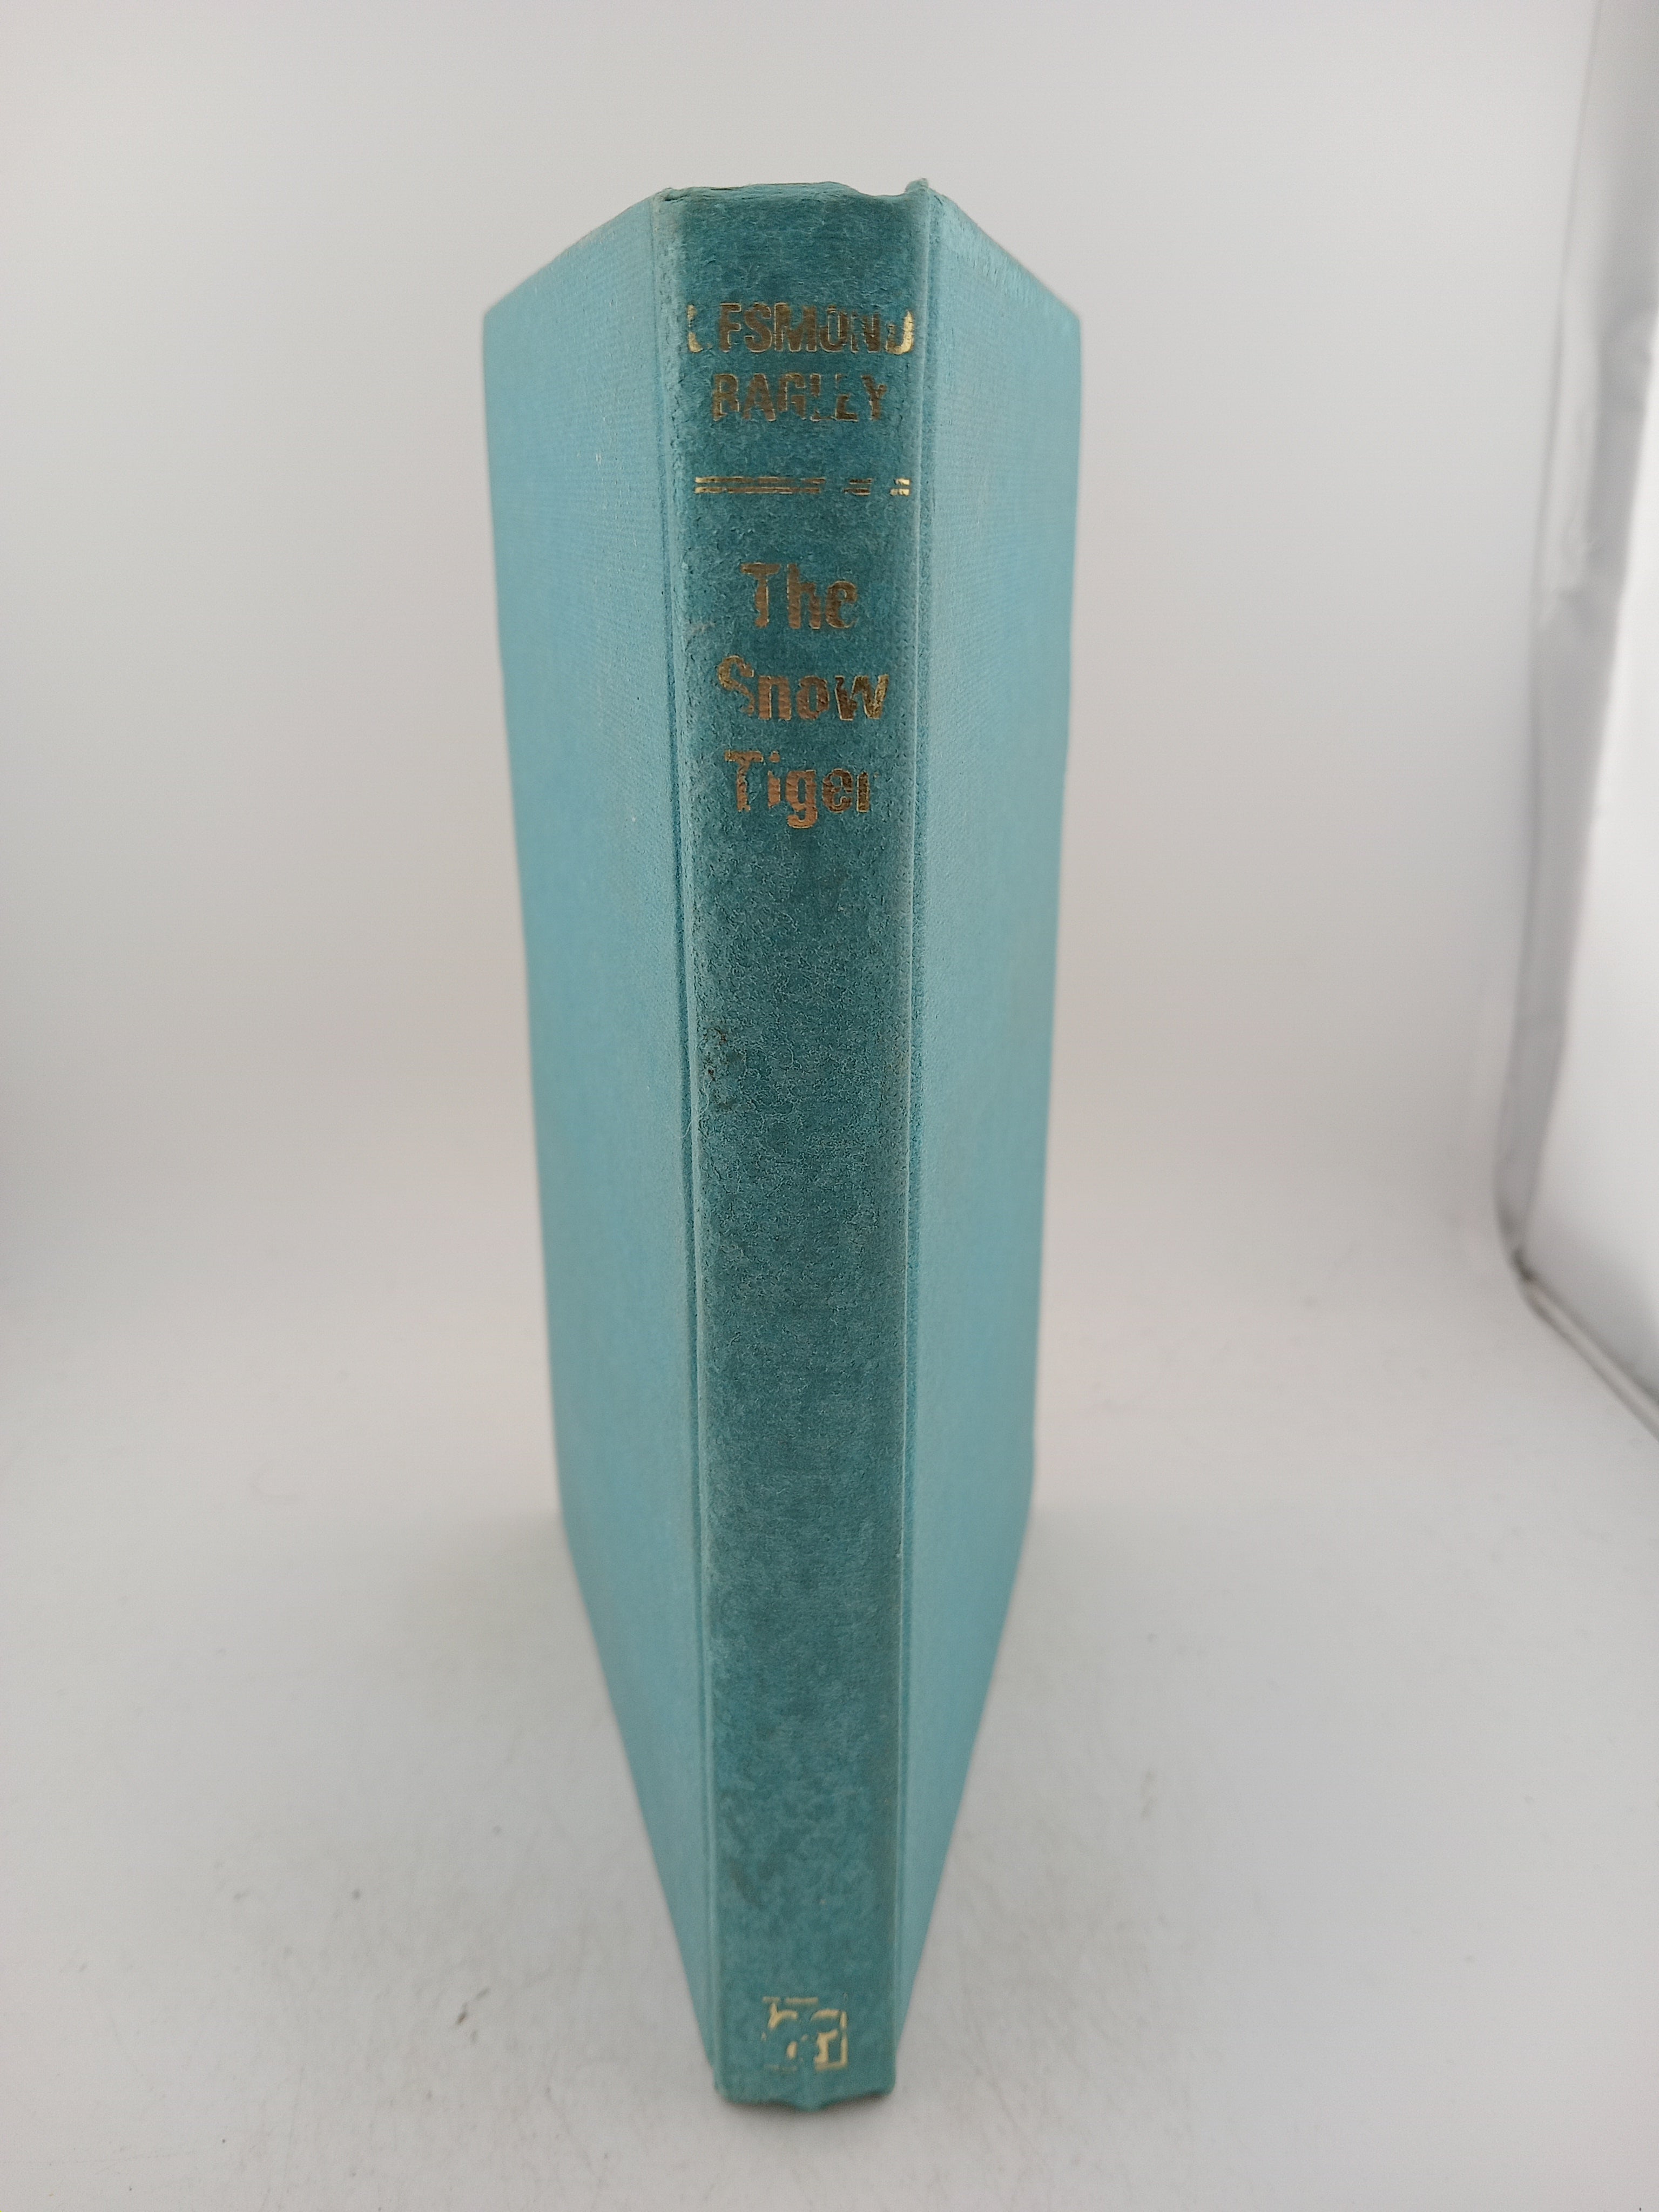 DESMOND
BAGLEY
The
Snow
Tiger